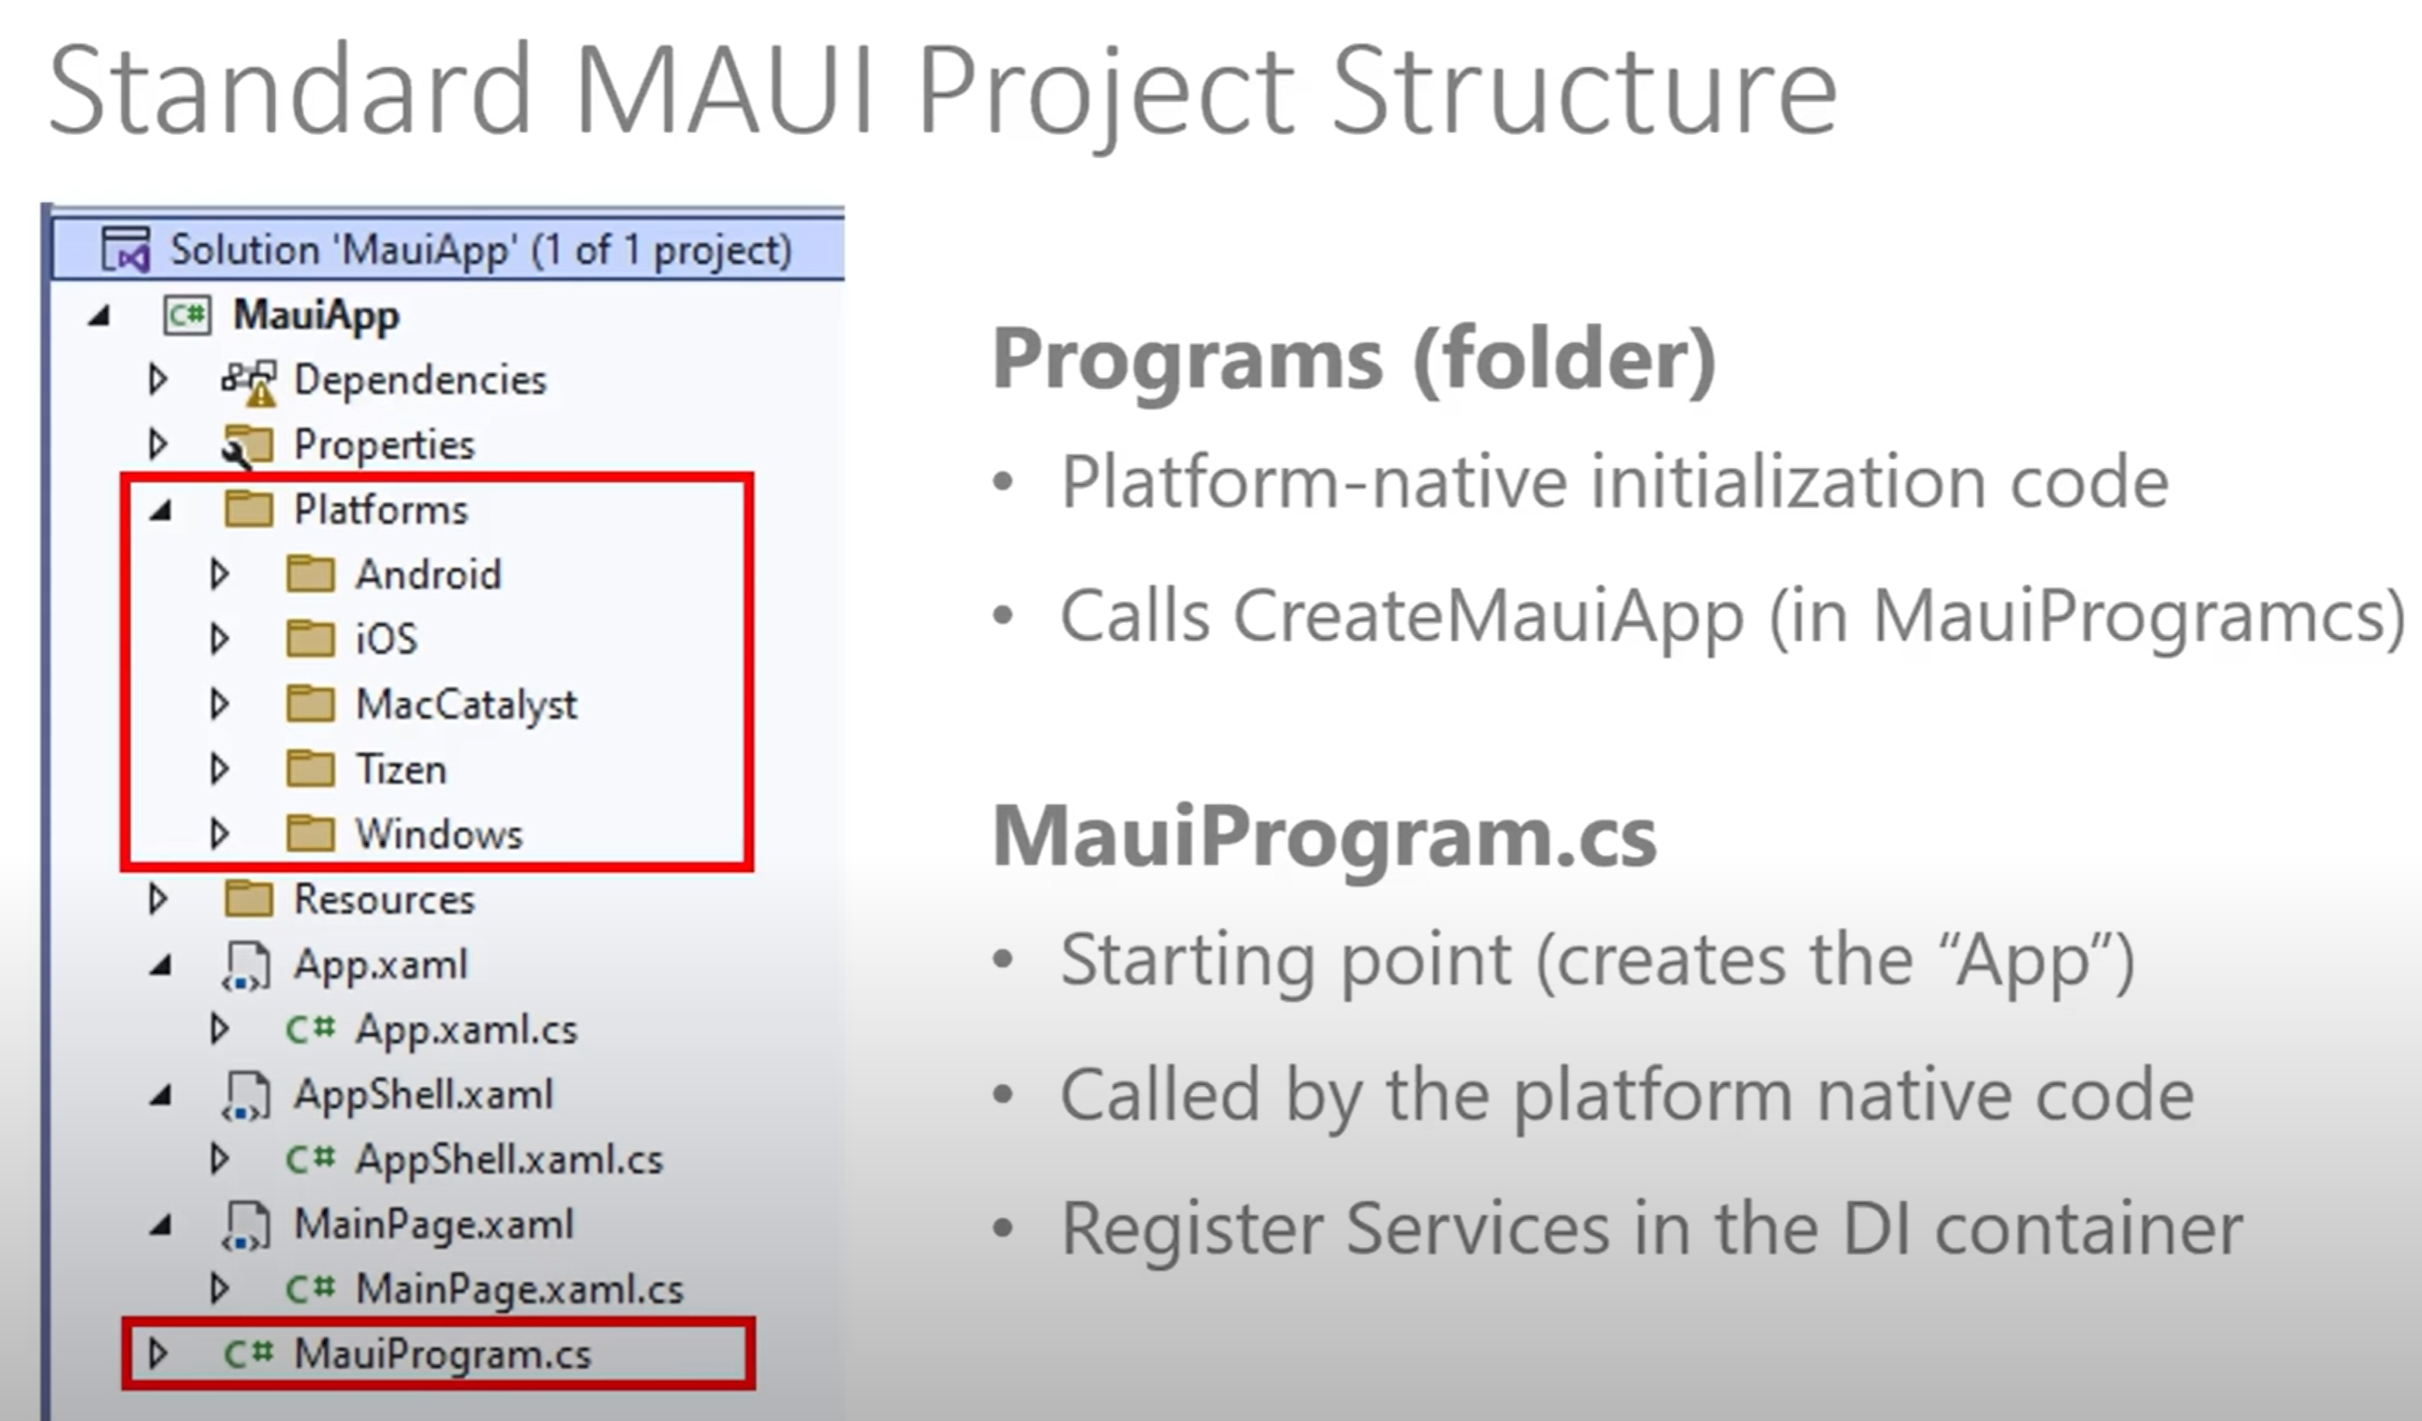 Standard MAUI Project Structure
Solution 'MauiApp' (1 of 1 project)
C# MauiApp
Dependencies
Properties
Platforms
Android
iOS
MacCatalyst
Tizen
Windows
Resources
App.xaml
C# App.xaml.cs
AppShell.xaml
C# AppShell.xaml.cs
MainPage.xaml
C# MainPage.xaml.cs
C# MauiProgram.cs
Programs (folder)
• Platform-native initialization code
• Calls CreateMauiApp (in MauiProgramcs)
MauiProgram.cs
• Starting point (creates the “App”)
• Called by the platform native code
• Register Services in the DI container